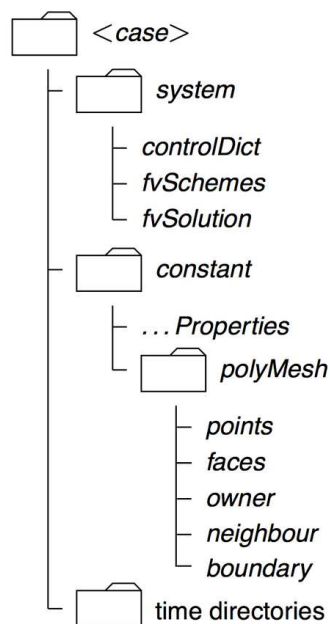 <case>
system
controlDict
fvSchemes
fvSolution
constant
...Properties
polyMesh
points
faces
owner
neighbour
boundary
time directories